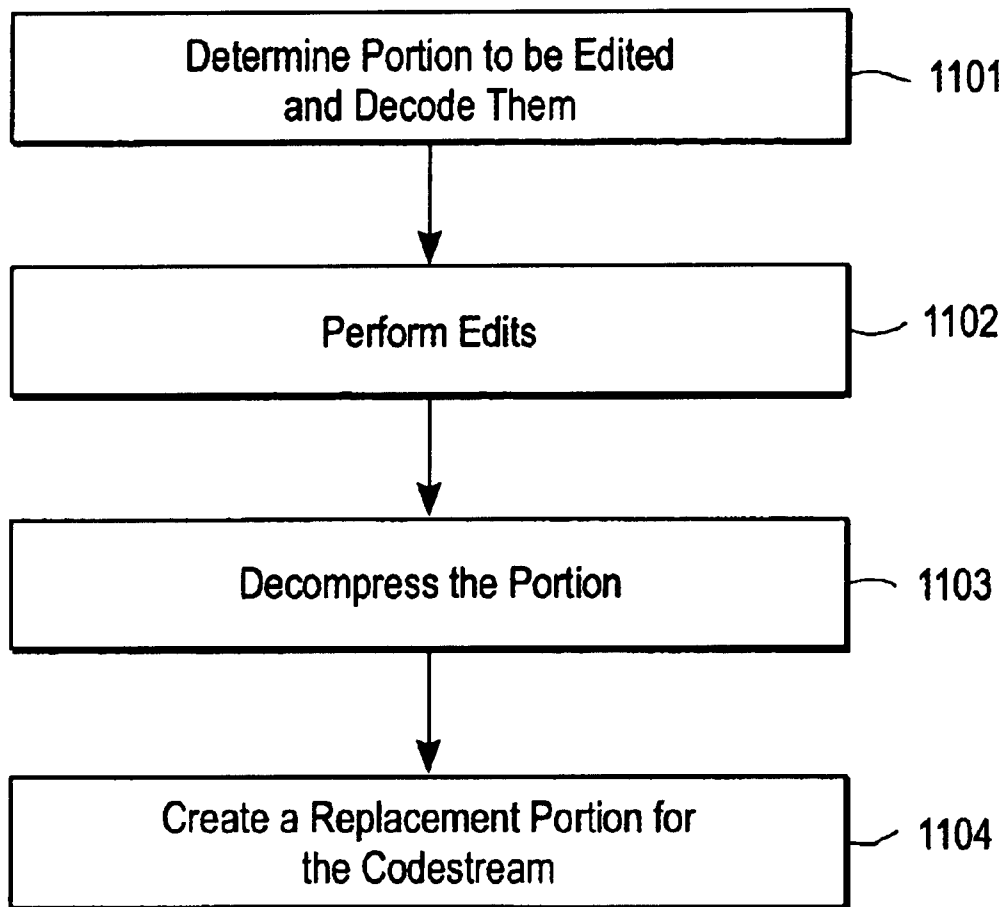 Determine Portion to be Edited
and Decode Them
1101
Perform Edits
1102
Decompress the Portion
1103
Create a Replacement Portion for
the Codestream
1104